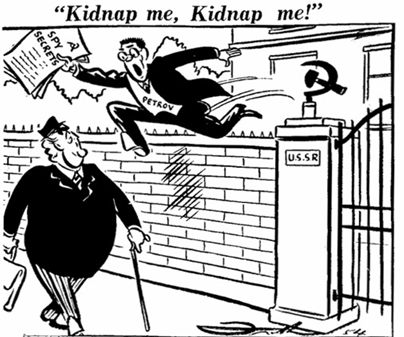 "Kidnap me, Kidnap me!"
SPY
SECRETS
PETROV
U.S.S.R